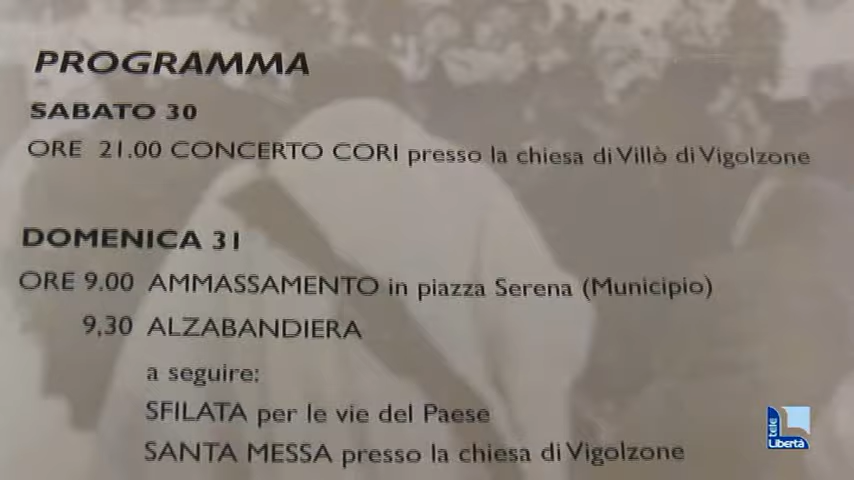 PROGRAMMA
SABATO 30
ORE 21.00 CONCERTO CORI presso la chiesa di Villò di Vigolzone
DOMENICA 31
ORE 9.00 AMMASSAMENTO in piazza Serena (Municipio)
9,30 ALZABANDIERA
a seguire:
SFILATA per le vie del Paese
SANTA MESSA presso la chiesa di Vigolzone
tele
Libertà